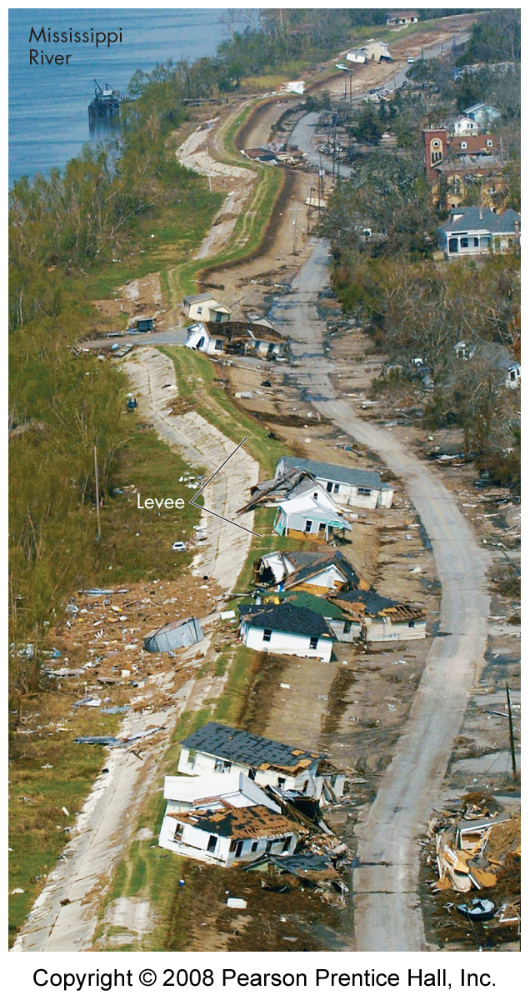 Mississippi
River
Levee
Copyright © 2008 Pearson Prentice Hall, Inc.